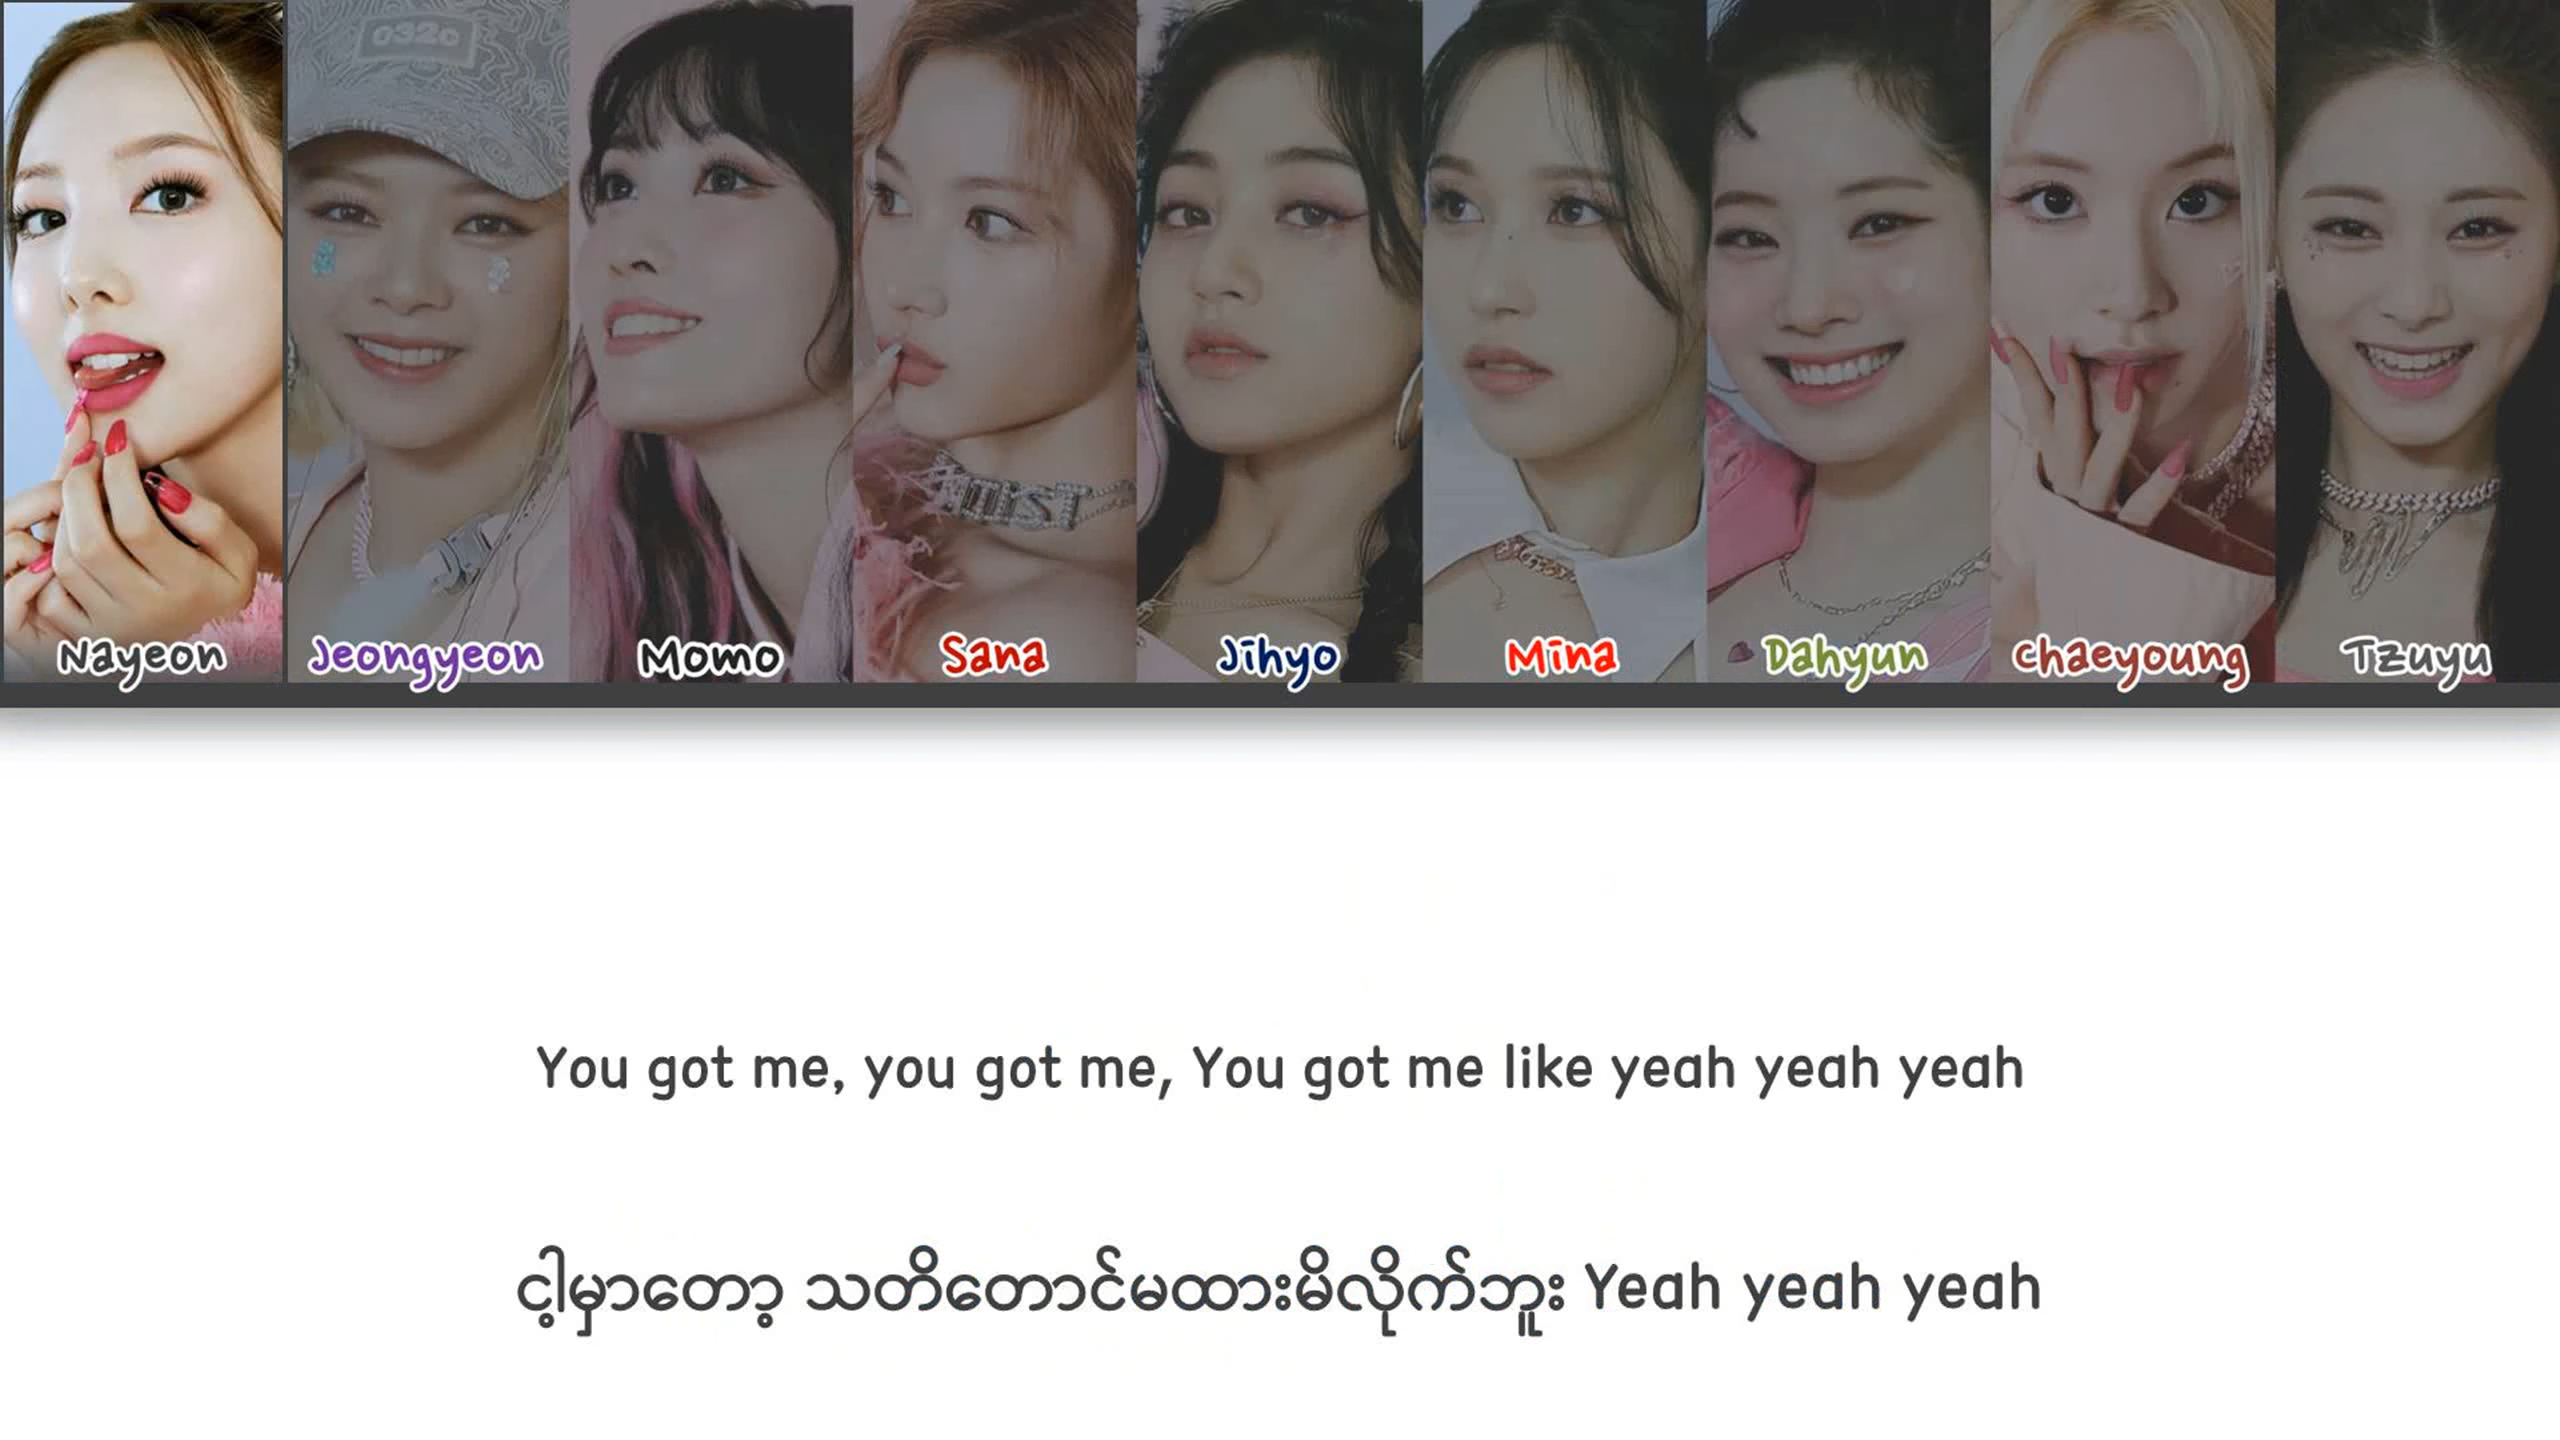 0320
Nayeon Jeongyeon Momo Sana Jihyo Mina Dahyun Chaeyoung Tzuyu
You got me, you got me, You got me like yeah yeah yeah
ငါ့မှာတော့ သတိတောင်မထားမိလိုက်ဘူး Yeah yeah yeah